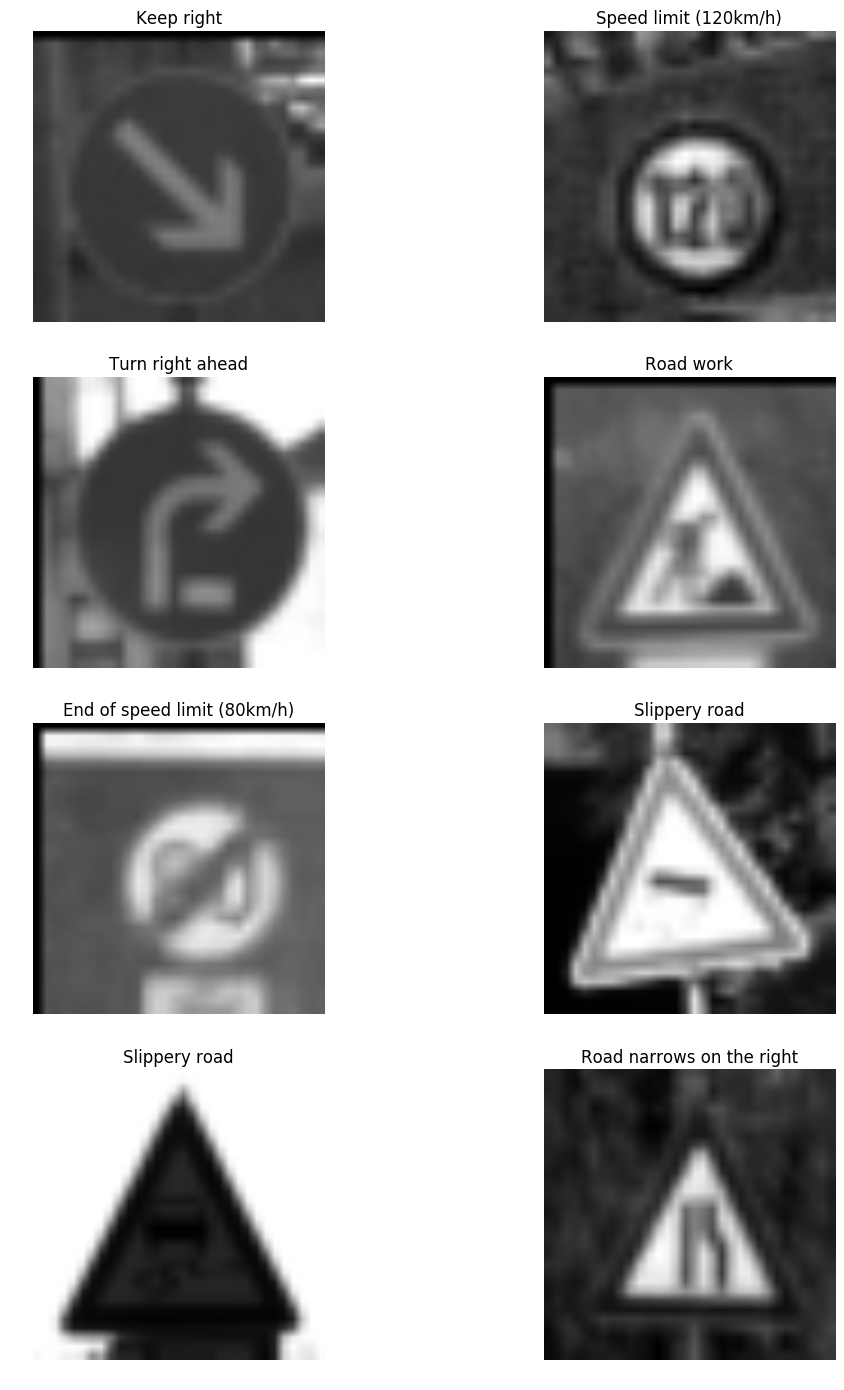 Keep right
Speed limit (120km/h)
120
Turn right ahead
Road work
End of speed limit (80km/h)
Slippery road
Slippery road
Road narrows on the right